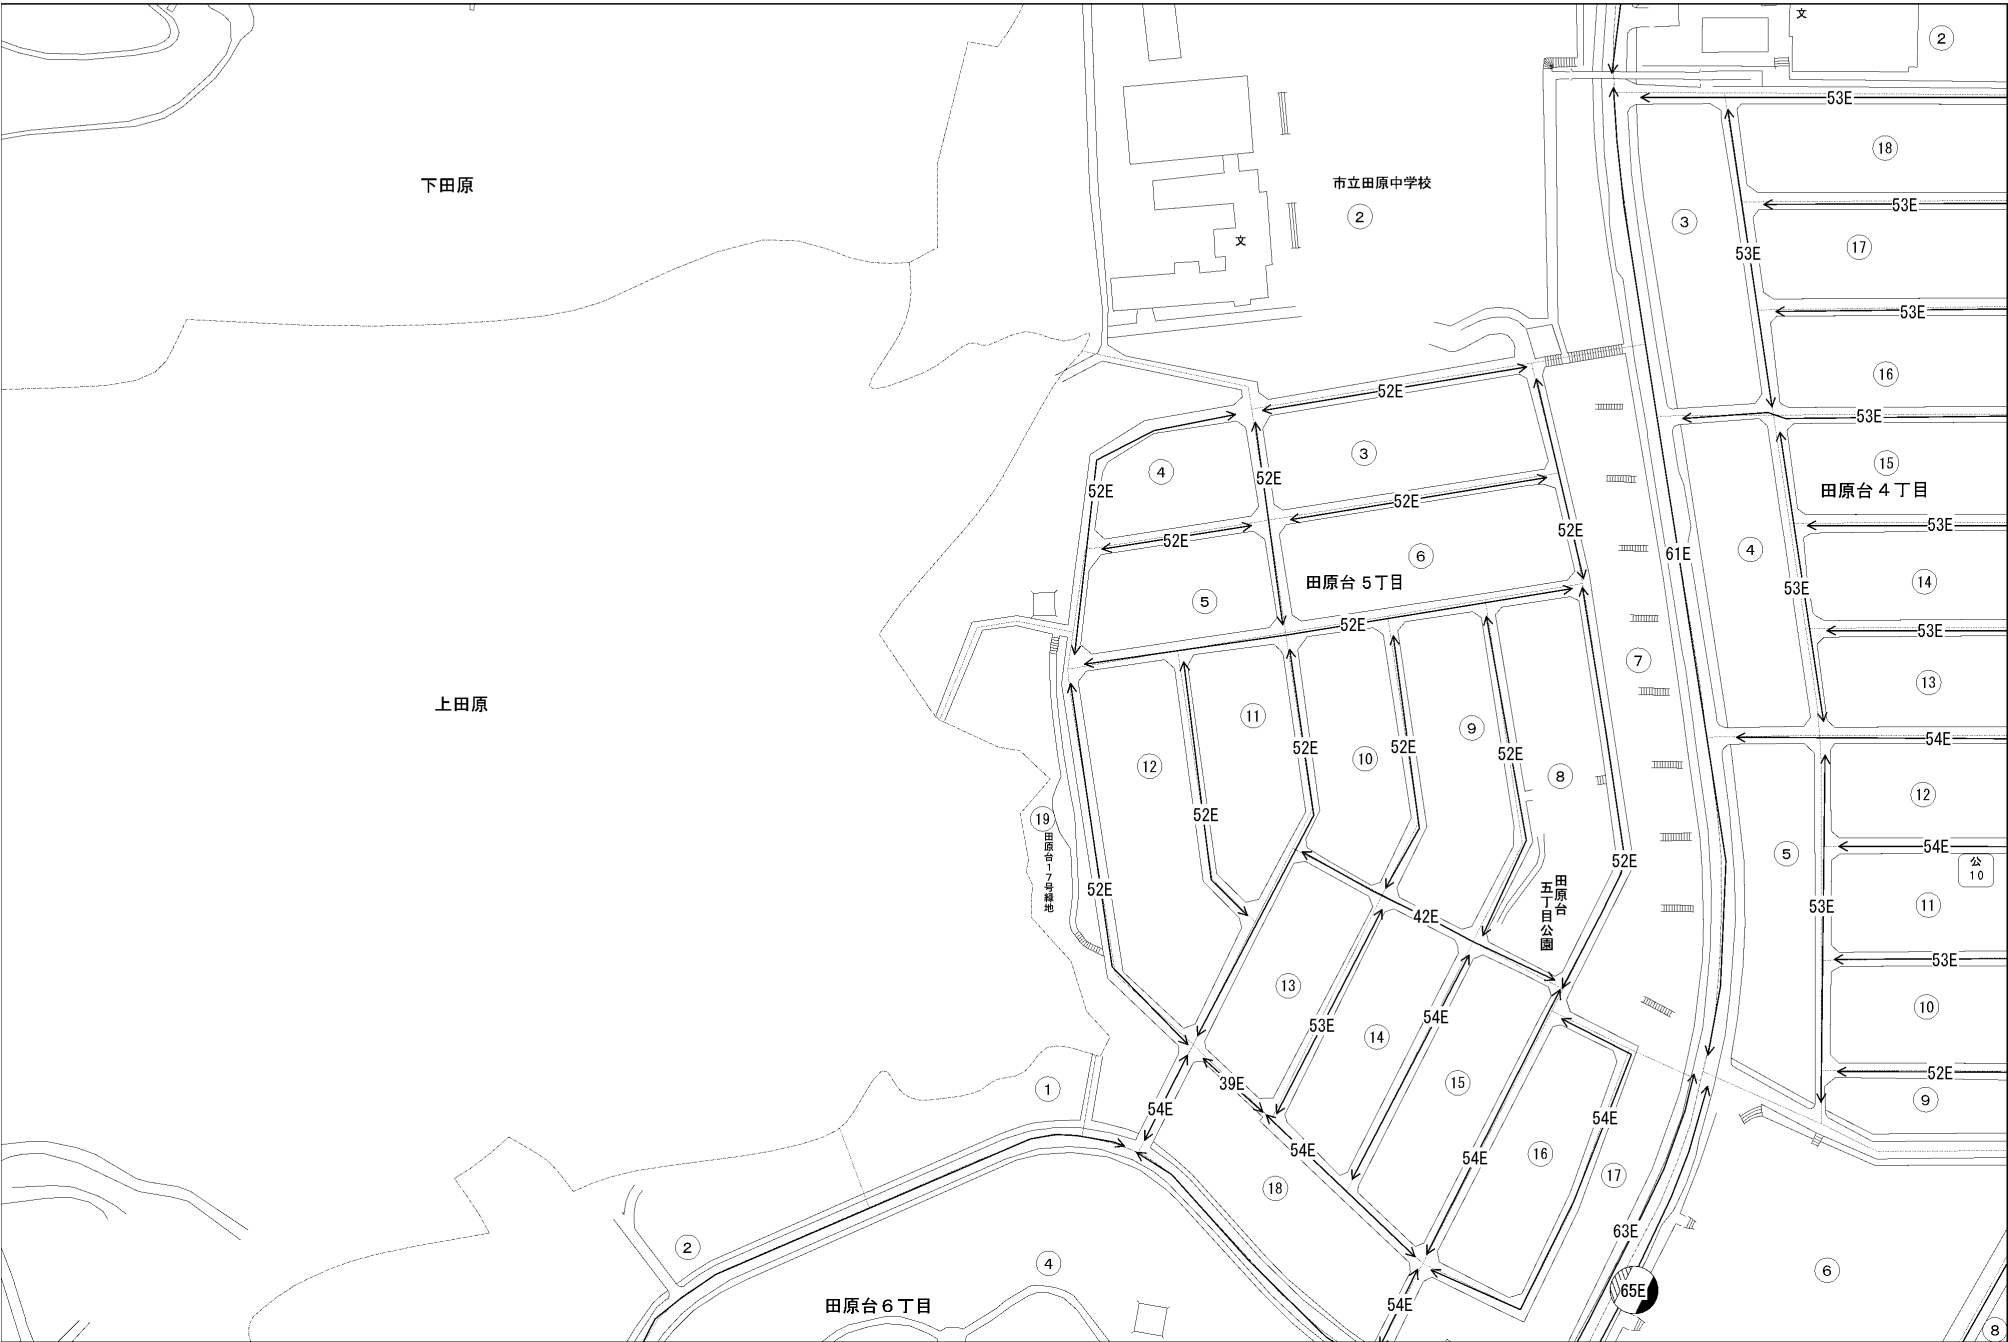 文
②
53E
⑱
下田原
市立田原中学校
②
53E
③
⑰
文
53E
53E
⑯
52E
53E
③
⑮
④
52E
52E
田原台４丁目
52E
53E
52E
52E
61E
④
⑥
⑭
田原台５丁目
53E
⑤
52E
53E
⑦
⑬
上田原
⑪
⑨
54E
52E
52E
52E
⑩
⑫
⑧
⑫
52E
⑲
田原台１７号緑地
54E
⑤
52E
公
10
52E
田原台
五丁目公園
53E
⑪
42E
53E
⑬
⑩
54E
53E
⑭
52E
39E
⑮
①
⑨
54E
54E
54E
⑯
54E
⑰
⑱
63E
②
④
⑥
65E
田原台６丁目
54E
⑧